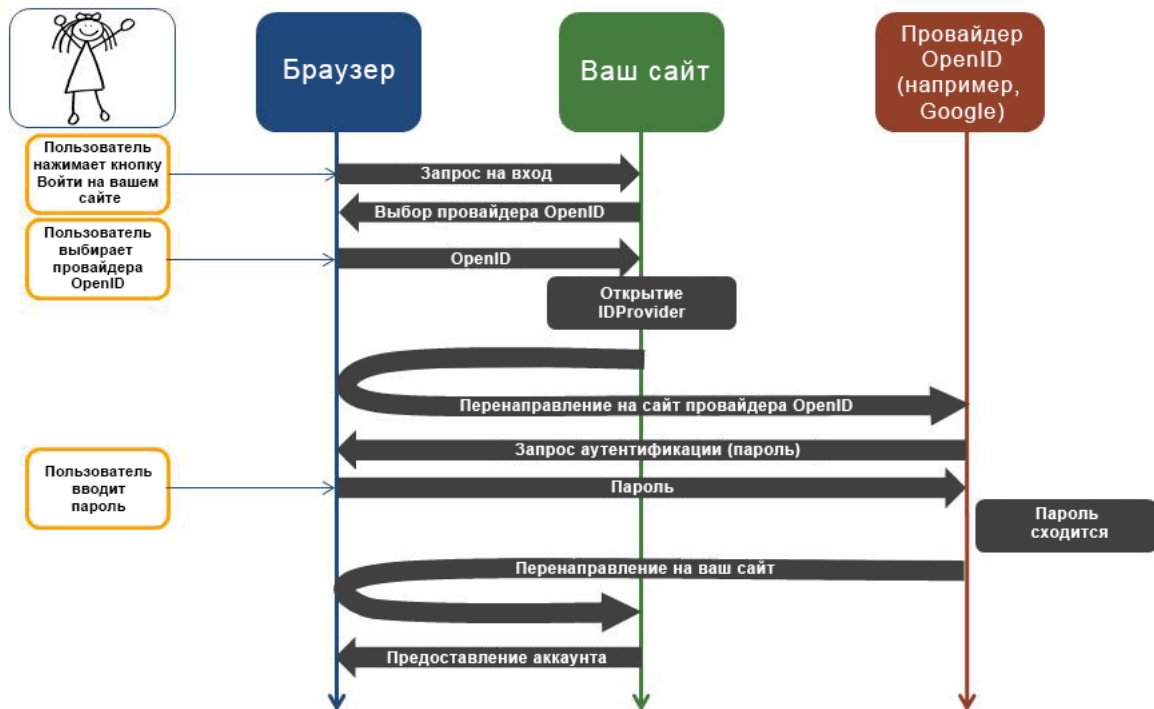 Браузер
Ваш сайт
Провайдер
OpenID
(например,
Google)
Пользователь
нажимает кнопку
Войти на вашем
сайте
Запрос на вход
Выбор провайдера OpenID
Пользователь
выбирает
провайдера
OpenID
OpenID
Открытие
IDProvider
Перенаправление на сайт провайдера OpenID
Запрос аутентификации (пароль)
Пользователь
вводит
пароль
Пароль
Пароль
сходится
Перенаправление на ваш сайт
Предоставление аккаунта